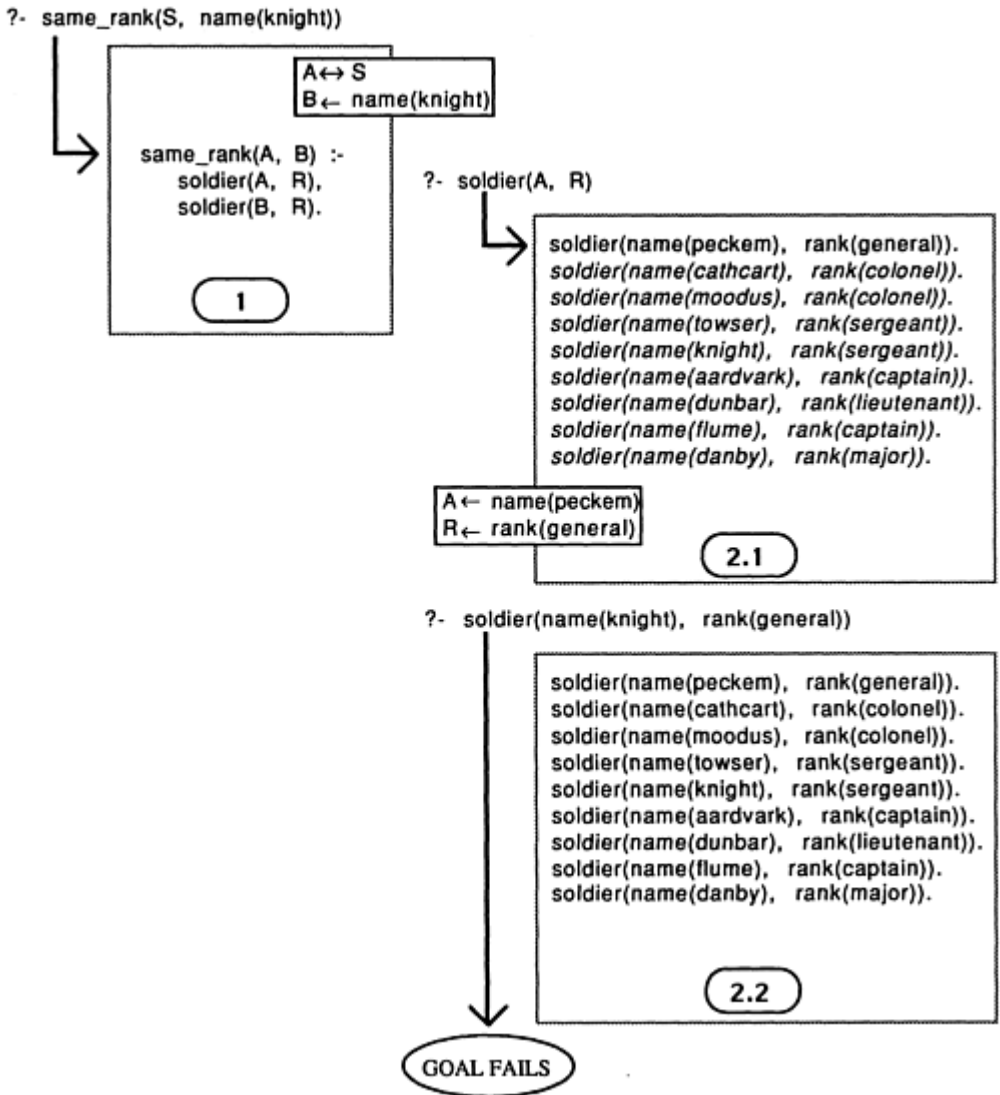 ?- same_rank(S, name(knight))
A↔ S
B← name(knight)
same_rank(A, B) :-
soldier(A, R),
soldier(B, R).
1
?- soldier(A, R)
soldier(name(peckem), rank(general)).
soldier(name(cathcart), rank(colonel)).
soldier(name(moodus), rank(colonel)).
soldier(name(towser), rank(sergeant)).
soldier(name(knight), rank(sergeant)).
soldier(name(aardvark), rank(captain)).
soldier(name(dunbar), rank(lieutenant)).
soldier(name(flume), rank(captain)).
soldier(name(danby), rank(major)).
A← name(peckem)
R← rank(general)
2.1
?- soldier(name(knight), rank(general))
soldier(name(peckem), rank(general)).
soldier(name(cathcart), rank(colonel)).
soldier(name(moodus), rank(colonel)).
soldier(name(towser), rank(sergeant)).
soldier(name(knight), rank(sergeant)).
soldier(name(aardvark), rank(captain)).
soldier(name(dunbar), rank(lieutenant)).
soldier(name(flume), rank(captain)).
soldier(name(danby), rank(major)).
2.2
GOAL FAILS